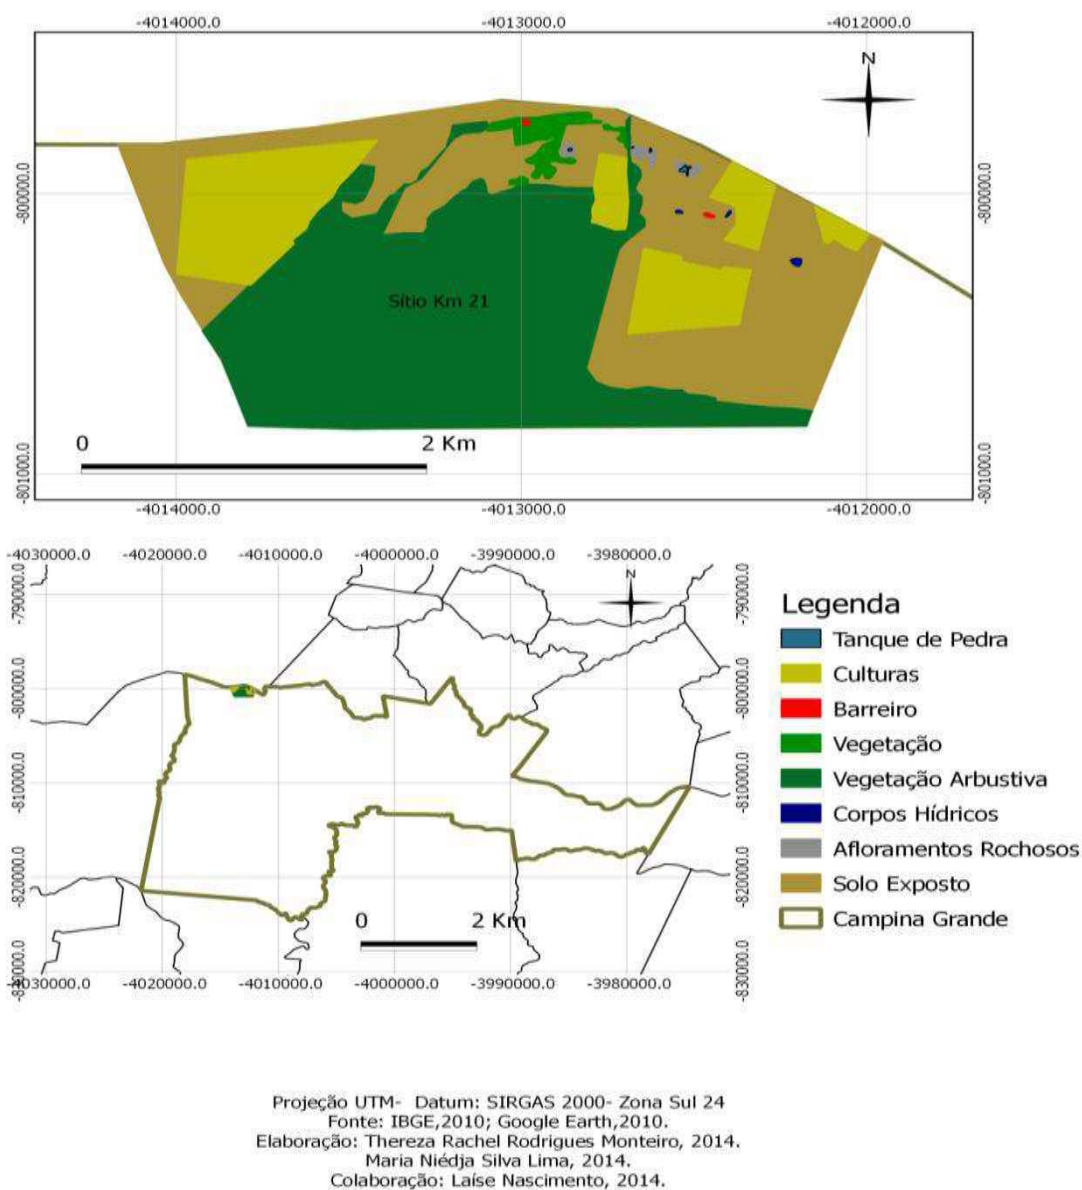 -4014000.0 -4013000.0 -4012000.0
N
-800000.0 -800000.0
Sítio Km 21
0 2 Km
-801000.0 -801000.0
-4014000.0 -4013000.0 -4012000.0
-4030000.0 -4020000.0 -4010000.0 -4000000.0 -3990000.0 -3980000.0
N
-790000.0 -790000.0
-800000.0 -800000.0
-810000.0 -810000.0
-820000.0 -820000.0
0 2 Km
-830000.0 -830000.0
-4030000.0 -4020000.0 -4010000.0 -4000000.0 -3990000.0 -3980000.0
Legenda
Tanque de Pedra
Culturas
Barreiro
Vegetação
Vegetação Arbustiva
Corpos Hídricos
Afloramentos Rochosos
Solo Exposto
Campina Grande
Projeção UTM- Datum: SIRGAS 2000- Zona Sul 24
Fonte: IBGE,2010; Google Earth,2010.
Elaboração: Thereza Rachel Rodrigues Monteiro, 2014.
Maria Niédja Silva Lima, 2014.
Colaboração: Laíse Nascimento, 2014.